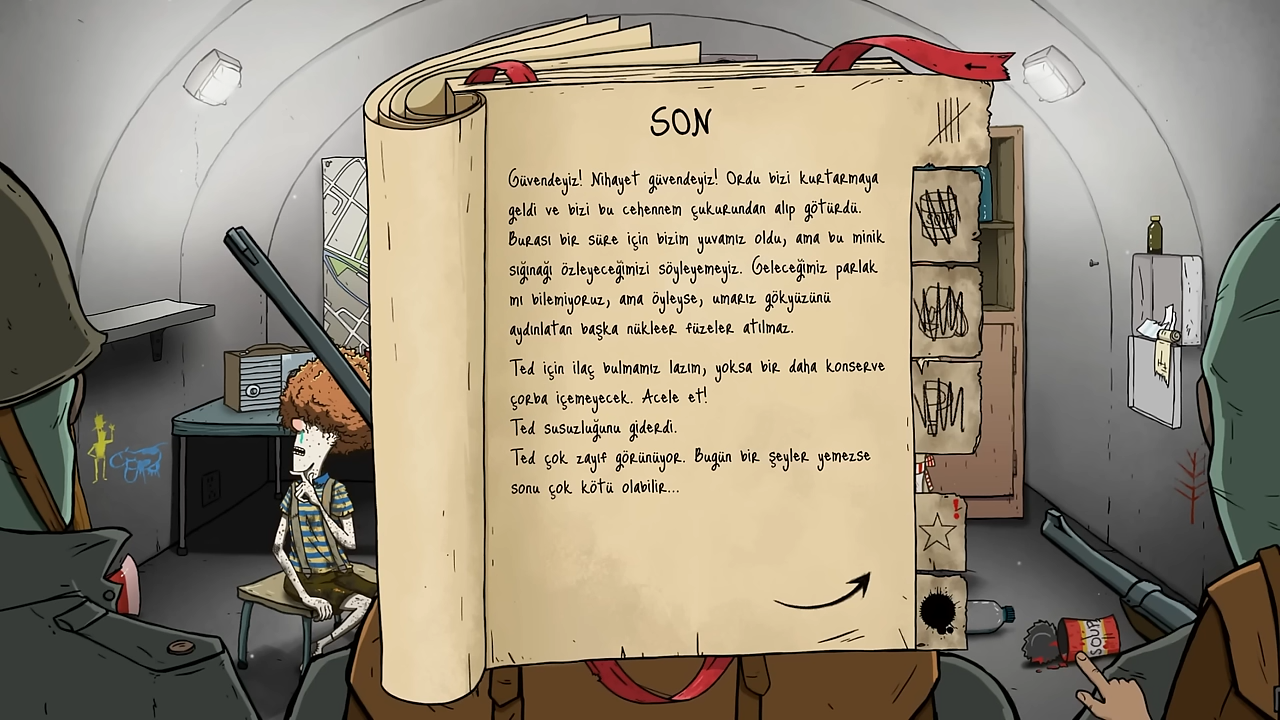 SON
Güvendeyiz! Nihayet güvendeyiz! Ordu bizi kurtarmaya
geldi ve bizi bu cehennem çukurundan alıp götürdü.
Burası bir süre için bizim yuvamız oldu, ama bu minik
sığınağı özleyeceğimizi söyleyemeyiz. Geleceğimiz parlak
mı bilemiyoruz, ama öyleyse, umarız gökyüzünü
aydınlatan başka nükleer füzeler atılmaz.
Ted için ilaç bulmamız lazım, yoksa bir daha konserve
çorba içemeyecek. Acele et!
Ted susuzluğunu giderdi.
Ted çok zayıf görünüyor. Bugün bir şeyler yemezse
sonu çok kötü olabilir...
SOUP